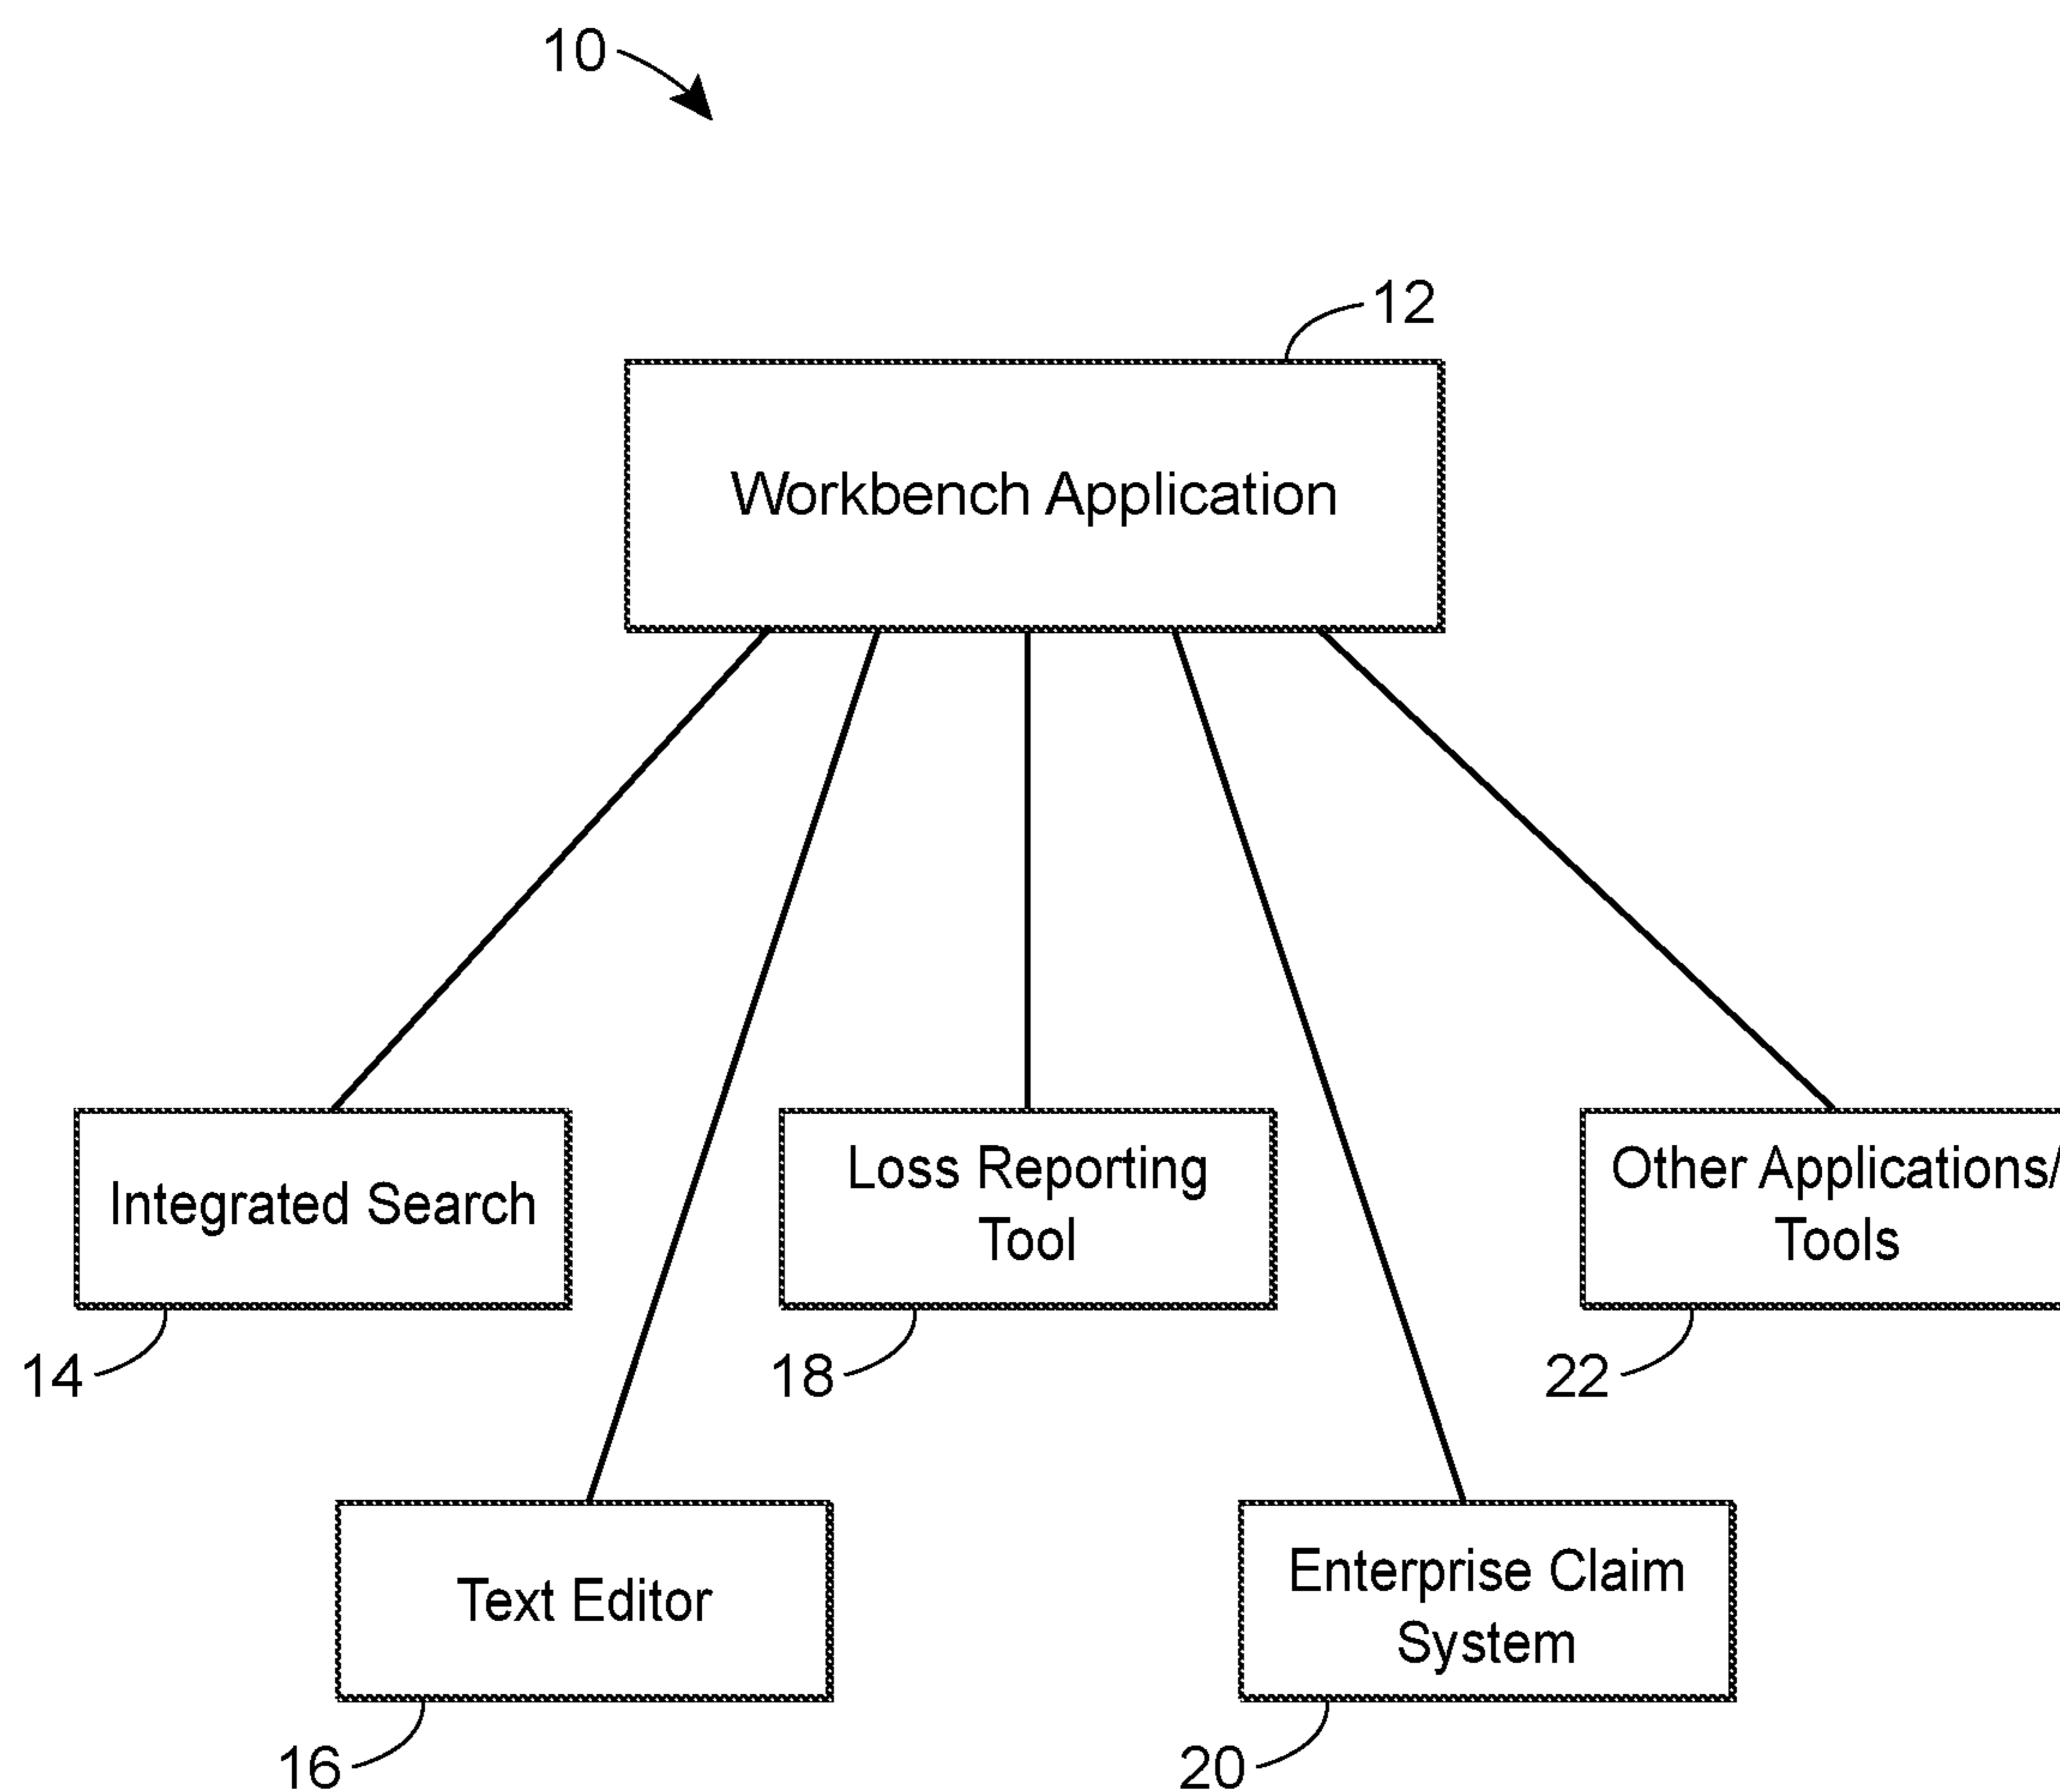 10
12
Workbench Application
Integrated Search
Loss Reporting
Tool
Other Applications/
Tools
14
18
22
Text Editor
Enterprise Claim
System
16
20